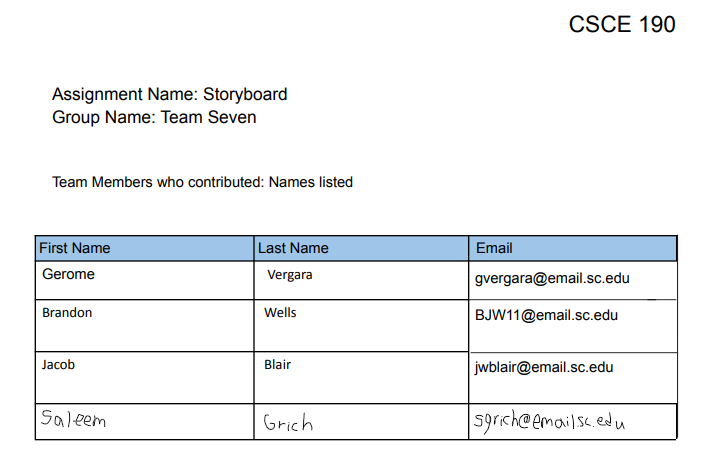 CSCE 190
Assignment Name: Storyboard
Group Name: Team Seven
Team Members who contributed: Names listed
First Name Last Name Email
Gerome Vergara gvergara@email.sc.edu
Brandon Wells BJW11@email.sc.edu
Jacob Blair jwblair@email.sc.edu
Saleem Grich sgrich@email.sc.edu